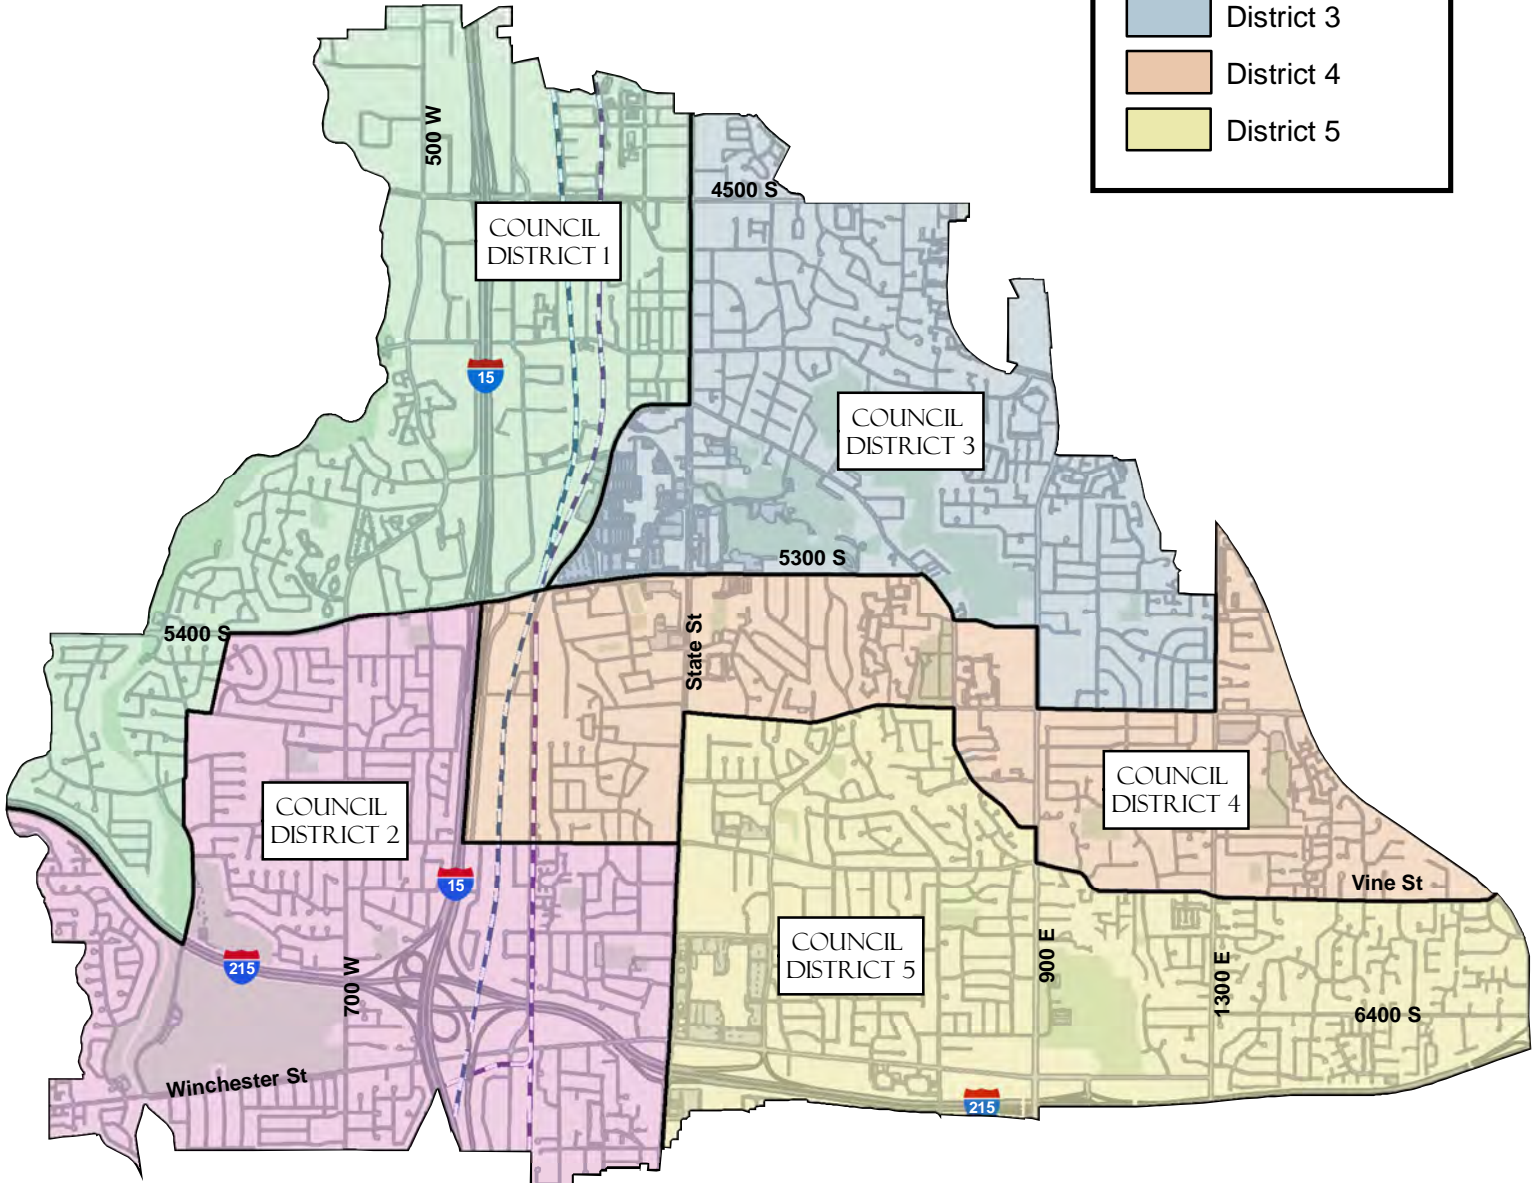 District 3
District 4
District 5
500 W
4500 S
COUNCIL
DISTRICT 1
15
COUNCIL
DISTRICT 3
5300 S
5400 S
State St
COUNCIL
DISTRICT 2
COUNCIL
DISTRICT 4
15
Vine St
COUNCIL
DISTRICT 5
900 E
1300 E
215
700 W
6400 S
Winchester St
215